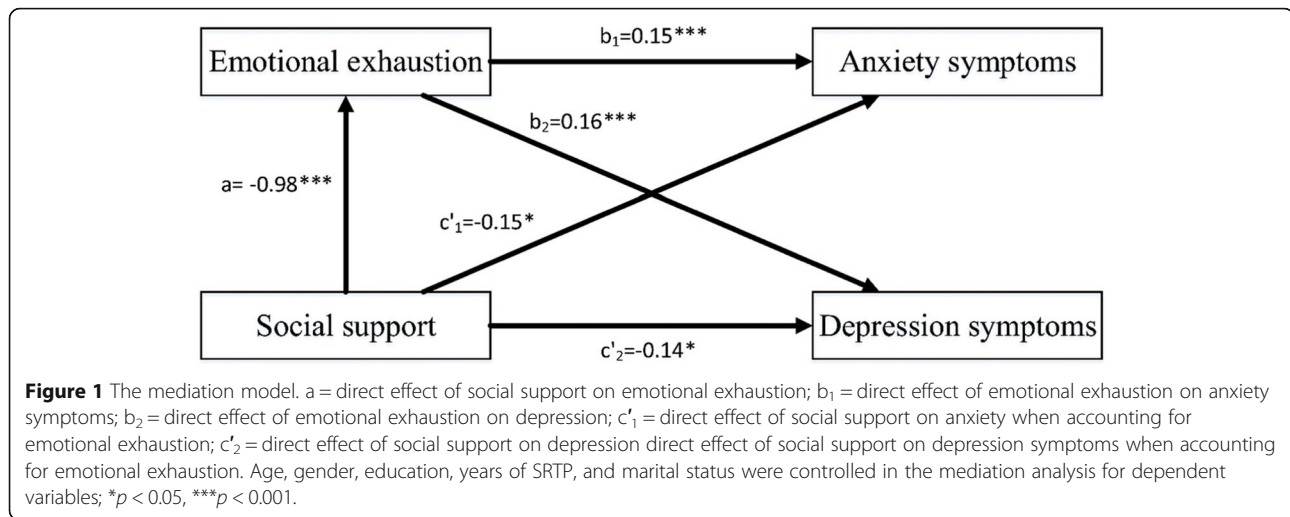 b₁=0.15***
Emotional exhaustion
Anxiety symptoms
b₂=0.16***
a= -0.98***
c'₁=-0.15*
Social support
Depression symptoms
c'₂=-0.14*
Figure 1 The mediation model. a = direct effect of social support on emotional exhaustion; b₁ = direct effect of emotional exhaustion on anxiety
symptoms; b₂ = direct effect of emotional exhaustion on depression; c′₁ = direct effect of social support on anxiety when accounting for
emotional exhaustion; c′₂ = direct effect of social support on depression direct effect of social support on depression symptoms when accounting
for emotional exhaustion. Age, gender, education, years of SRTP, and marital status were controlled in the mediation analysis for dependent
variables; *p < 0.05, ***p < 0.001.